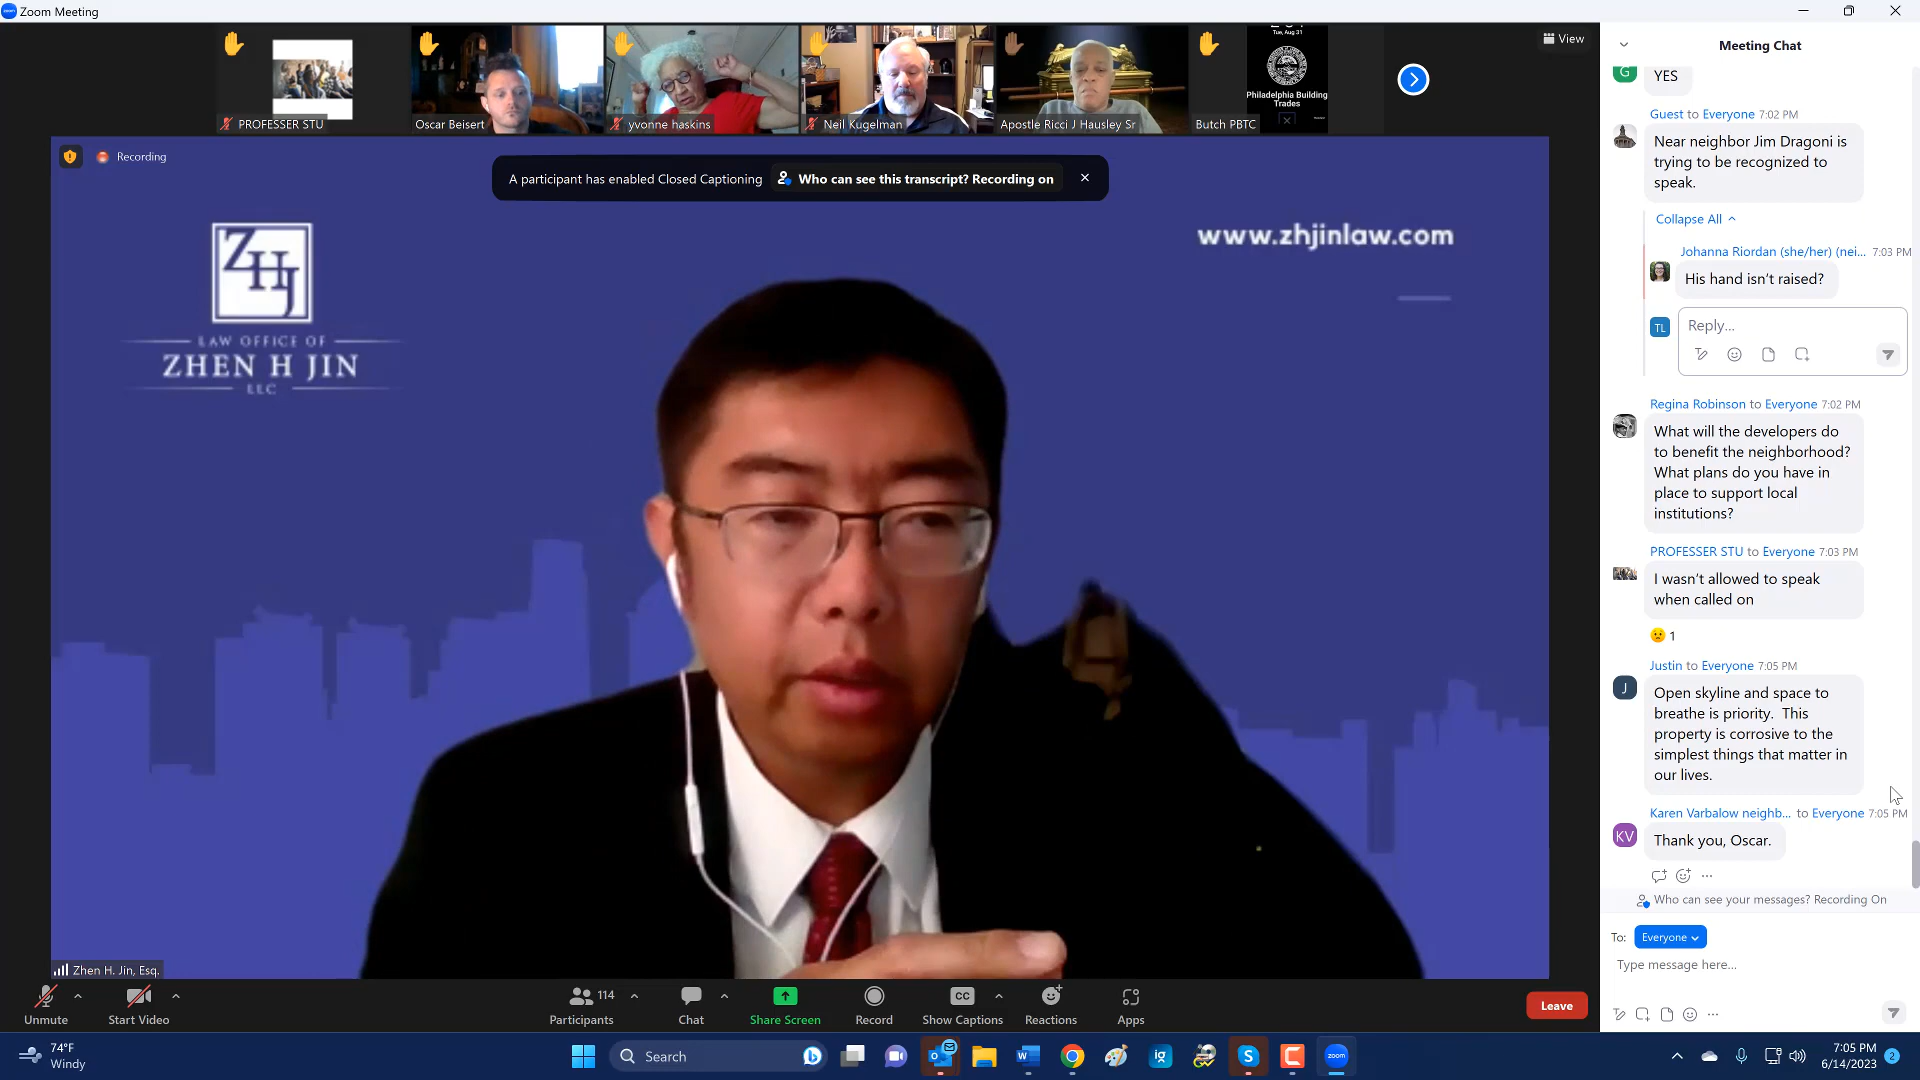 Zoom Meeting
PROFESSER STU
Oscar Beisert
yvonne haskins
Neil Kugelman
Apostle Ricci J Hausley Sr
Tue, Aug 31
Philadelphia Building
Trades
Butch PBTC
View
Recording
A participant has enabled Closed Captioning
Who can see this transcript? Recording on
ZHJ
LAW OFFICE OF
ZHEN H JIN
LLC
www.zhjinlaw.com
Zhen H. Jin, Esq.
Meeting Chat
G
YES
Guest to Everyone 7:02 PM
Near neighbor Jim Dragoni is
trying to be recognized to
speak.
Collapse All
Johanna Riordan (she/her) (nei... 7:03 PM
His hand isn't raised?
TL
Reply...
Regina Robinson to Everyone 7:02 PM
What will the developers do
to benefit the neighborhood?
What plans do you have in
place to support local
institutions?
PROFESSER STU to Everyone 7:03 PM
I wasn't allowed to speak
when called on
1
Justin to Everyone 7:05 PM
J
Open skyline and space to
breathe is priority.  This
property is corrosive to the
simplest things that matter in
our lives.
Karen Varbalow neighb... to Everyone 7:05 PM
KV
Thank you, Oscar.
Who can see your messages? Recording On
To: Everyone
Type message here...
Unmute
Start Video
114
Participants
Chat
Share Screen
Record
CC
Show Captions
Reactions
Apps
Leave
74°F
Windy
Search
zoom
7:05 PM
6/14/2023
2